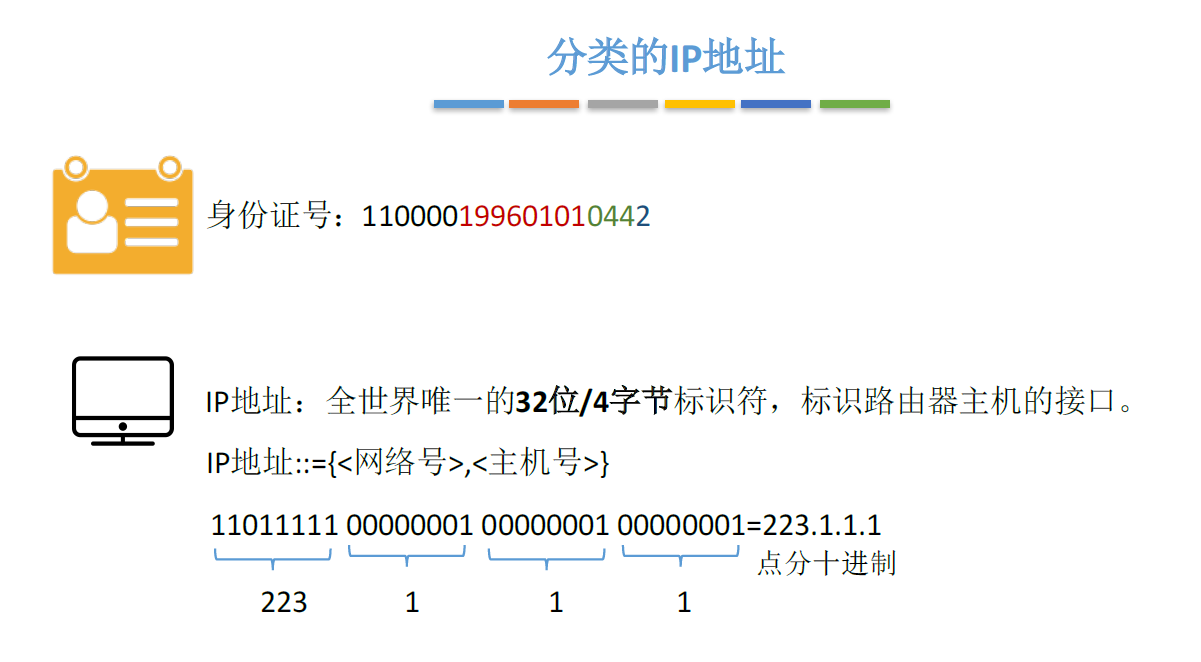 分类的IP地址
身份证号：110000199601010442
IP地址：全世界唯一的32位/4字节标识符，标识路由器主机的接口。
IP地址::={<网络号>,<主机号>}
11011111 00000001 00000001 00000001=223.1.1.1
点分十进制
223 1 1 1